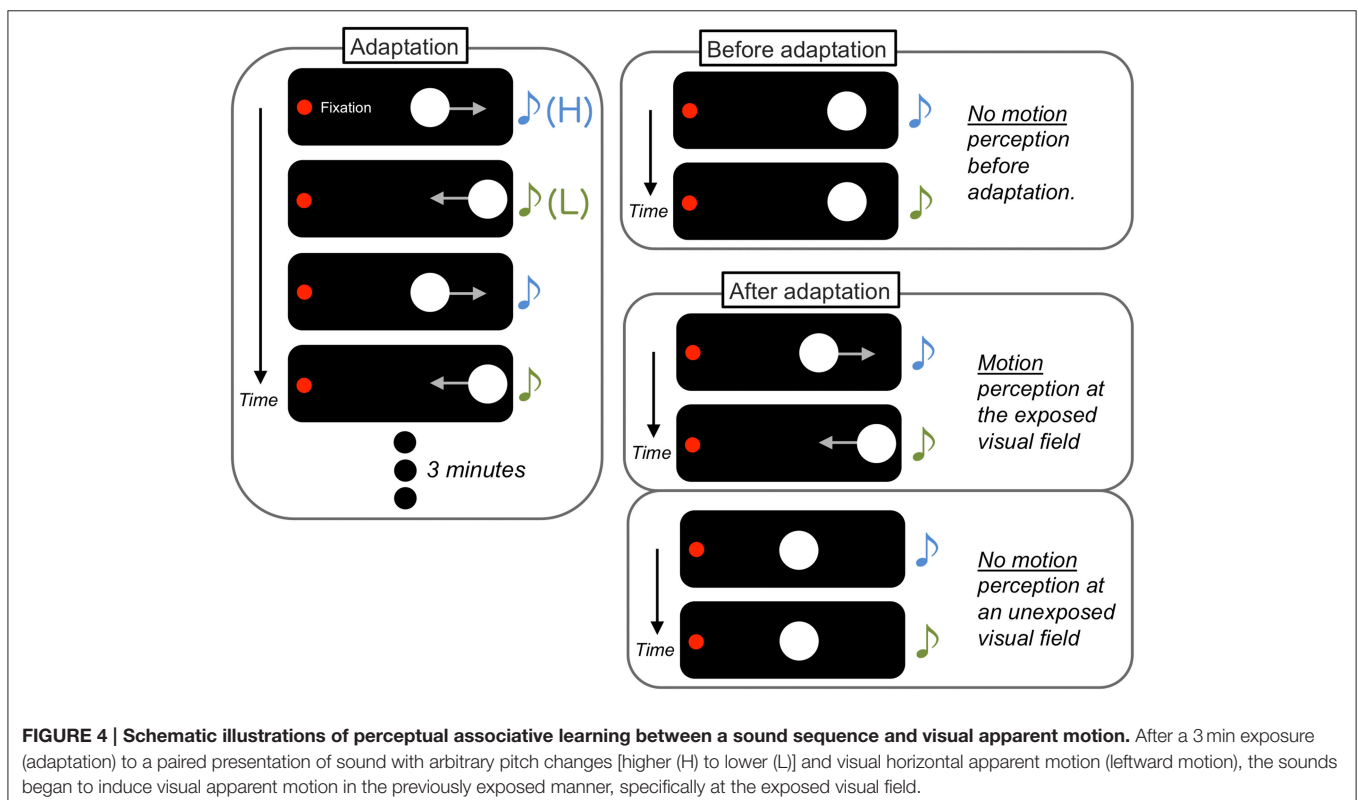 Adaptation
Fixation
(H)
(L)
Time
3 minutes
Before adaptation
Time
No motion
perception
before
adaptation.
After adaptation
Time
Motion
perception at
the exposed
visual field
Time
No motion
perception at
an unexposed
visual field
FIGURE 4 | Schematic illustrations of perceptual associative learning between a sound sequence and visual apparent motion. After a 3 min exposure
(adaptation) to a paired presentation of sound with arbitrary pitch changes [higher (H) to lower (L)] and visual horizontal apparent motion (leftward motion), the sounds
began to induce visual apparent motion in the previously exposed manner, specifically at the exposed visual field.